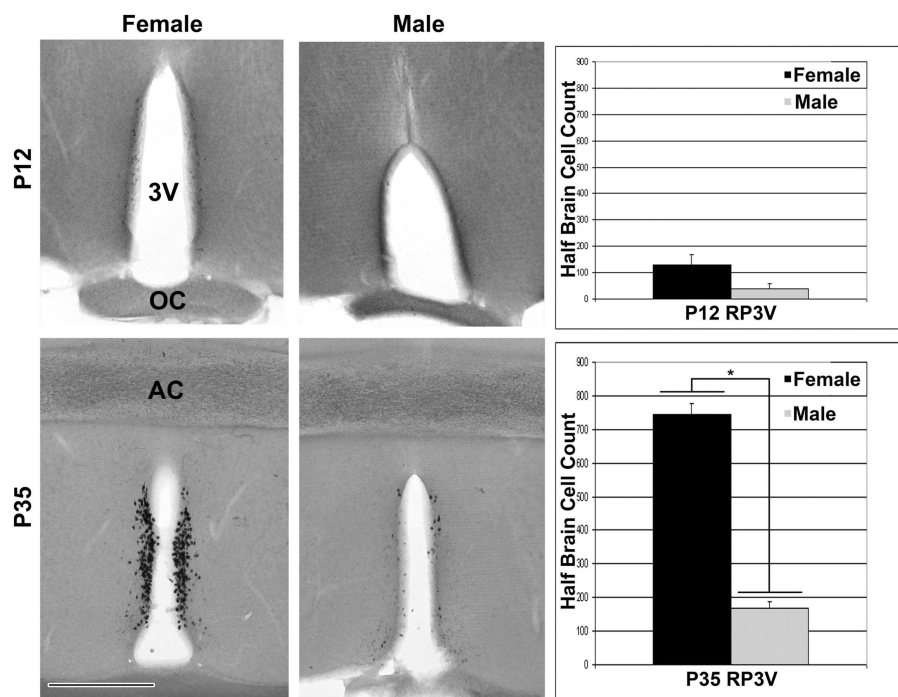 Female
Male
P12
3V
OC
Half Brain Cell Count
900
800
700
600
500
400
300
200
100
0
Female
Male
P12 RP3V
P35
AC
Half Brain Cell Count
900
800
700
600
500
400
300
200
100
0
Female
Male
*
P35 RP3V